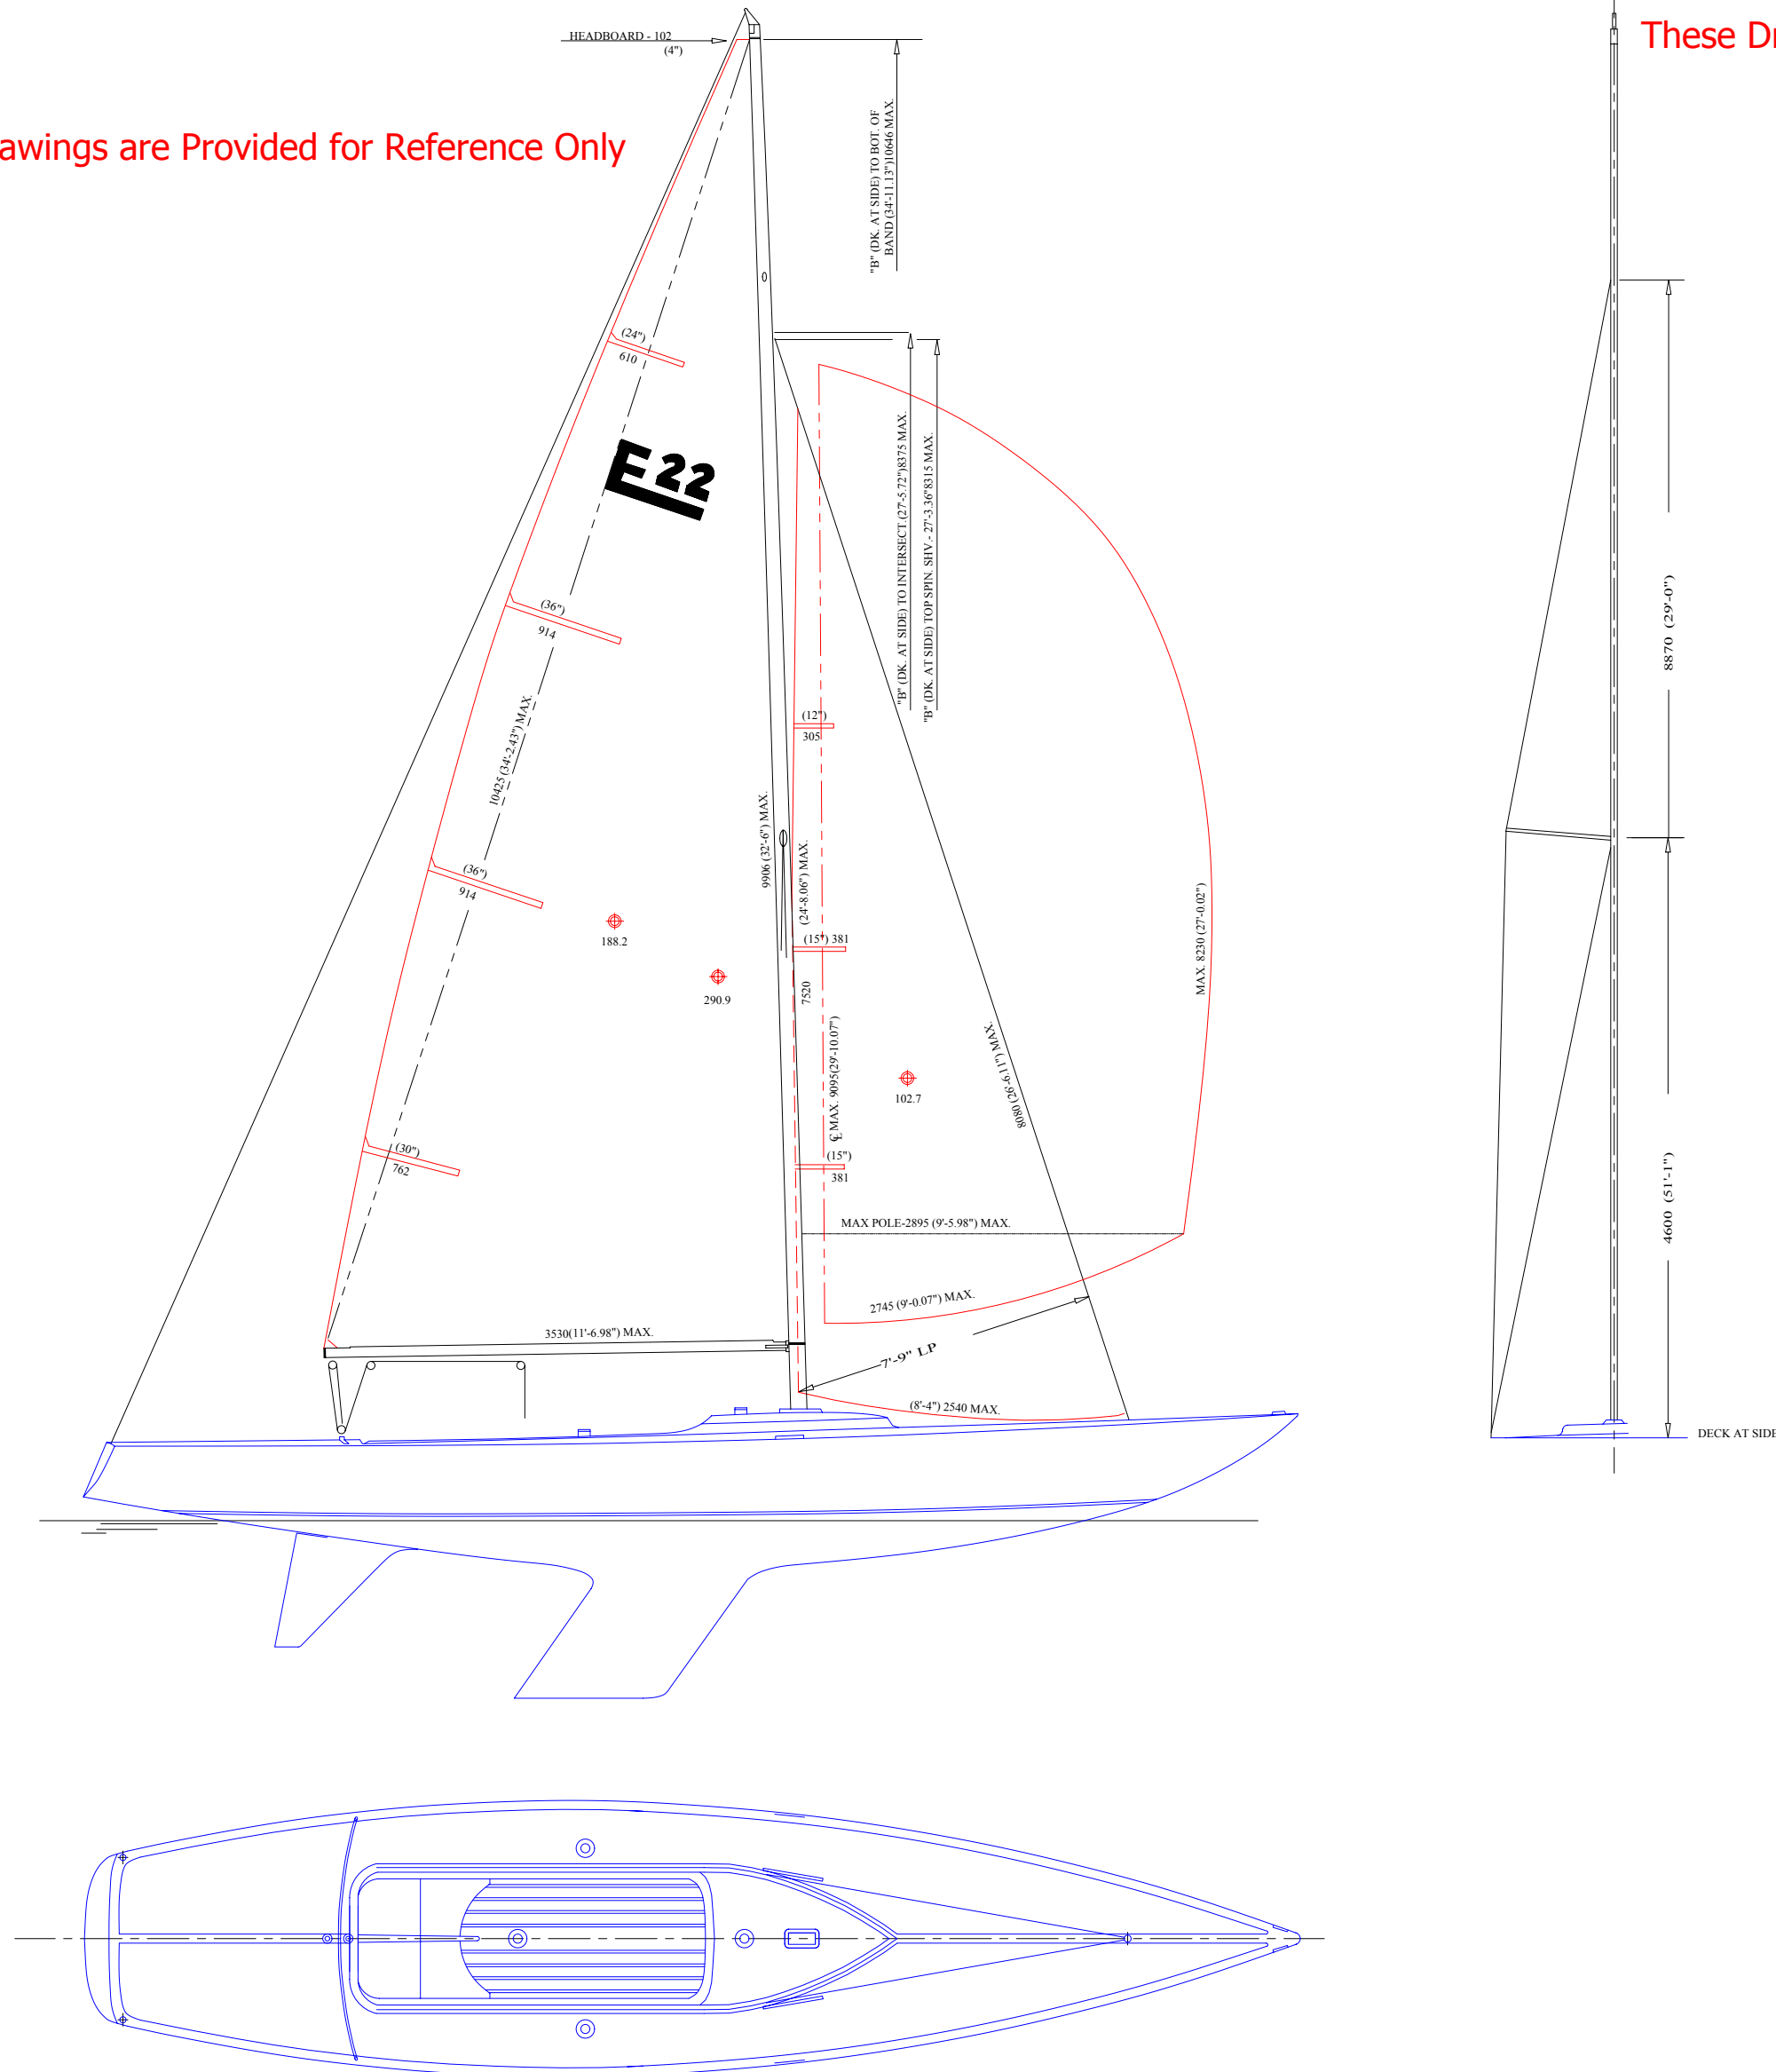 These Dr
awings are Provided for Reference Only
HEADBOARD - 102
(4")
"B" (DK. AT SIDE) TO BOT. OF
BAND (34'-11.13")10646 MAX.
(24")
610
E 22
"B" (DK. AT SIDE) TO INTERSECT.(27'-5.72")8375 MAX.
"B" (DK. AT SIDE) TOP SPIN. SHV.- 27'-3.36"8315 MAX.
(36")
914
10425 (34'-2.43") MAX.
(12")
305
9906 (32'-6") MAX.
(24'-8.06") MAX.
7520
(36")
914
188.2
290.9
(15") 381
MAX. 8230 (27'-0.02")
℄ MAX. 9095(29'-10.07")
8080 (26'-6.11") MAX.
102.7
(30")
762
(15")
381
MAX POLE-2895 (9'-5.98") MAX.
2745 (9'-0.07") MAX.
3530(11'-6.98") MAX.
7'-9" LP
(8'-4") 2540 MAX.
8870 (29'-0")
4600 (51'-1")
DECK AT SIDE